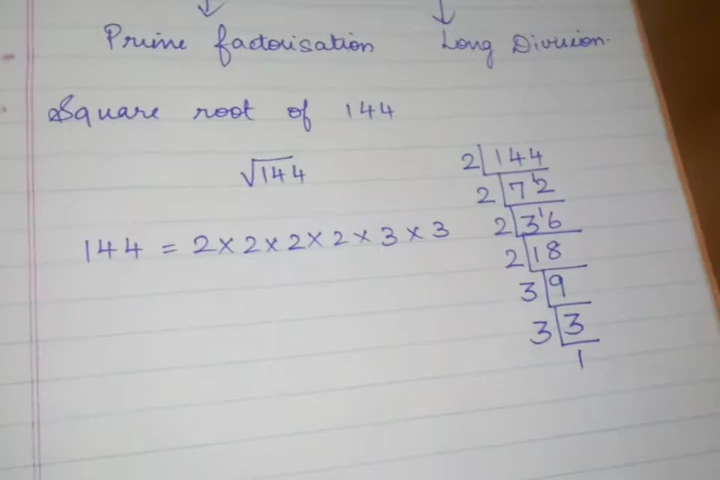 Prime factorisation Long Division.
Square root of 144
√144
144 = 2 × 2 × 2 × 2 × 3 × 3
2 | 144
2 | 72
2 | 36
2 | 18
3 | 9
3 | 3
1